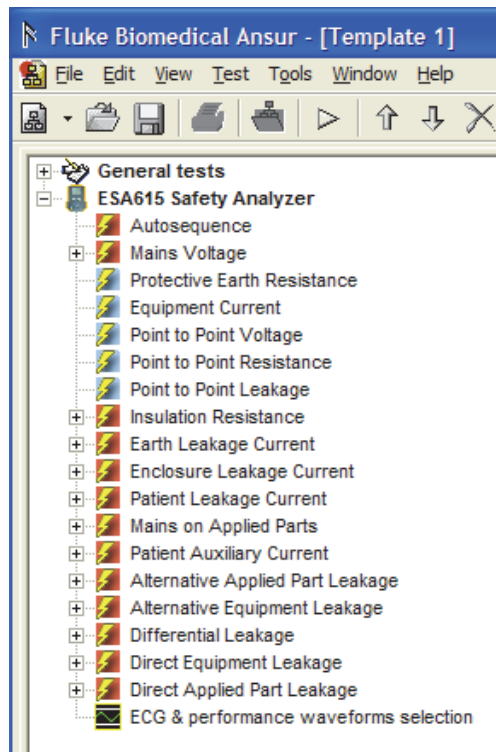 Fluke Biomedical Ansur - [Template 1]
File Edit View Test Tools Window Help
General tests
ESA615 Safety Analyzer
Autosequence
Mains Voltage
Protective Earth Resistance
Equipment Current
Point to Point Voltage
Point to Point Resistance
Point to Point Leakage
Insulation Resistance
Earth Leakage Current
Enclosure Leakage Current
Patient Leakage Current
Mains on Applied Parts
Patient Auxiliary Current
Alternative Applied Part Leakage
Alternative Equipment Leakage
Differential Leakage
Direct Equipment Leakage
Direct Applied Part Leakage
ECG & performance waveforms selection